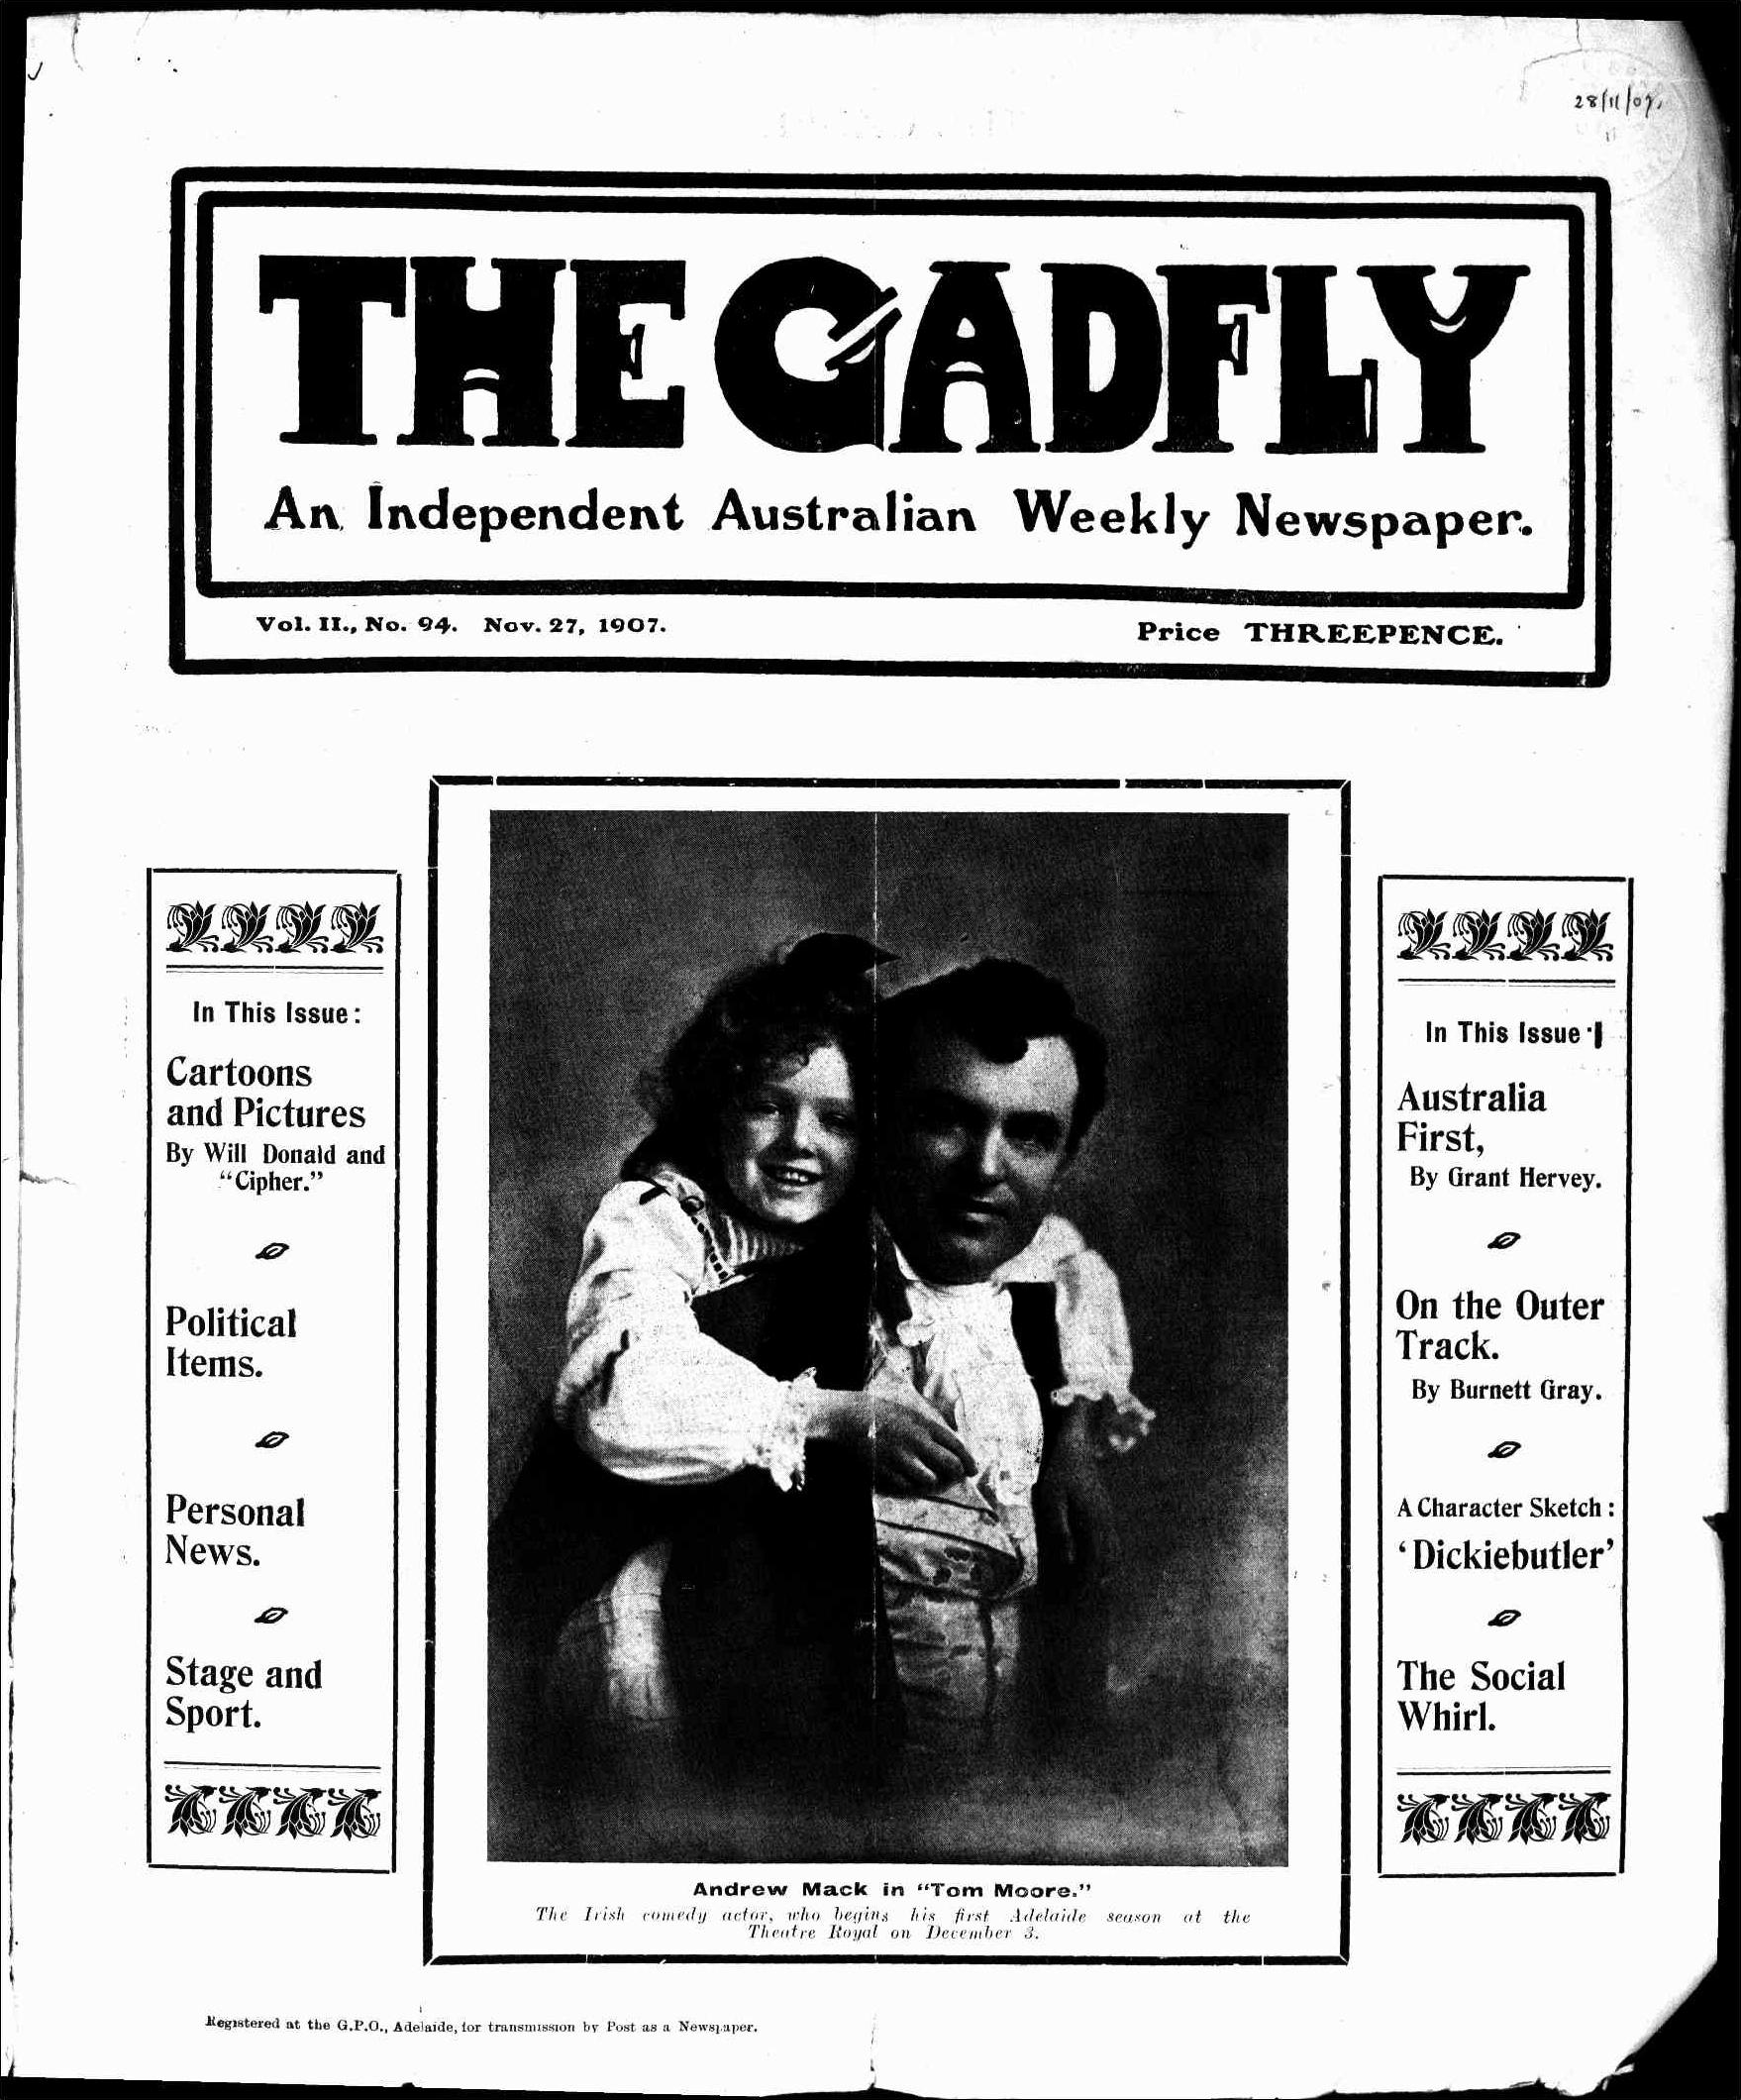 28/11/07.
THE GADFLY
An Independent Australian Weekly Newspaper.
Vol. II., No. 94. Nov. 27, 1907.
Price THREEPENCE.
In This Issue:
Cartoons
and Pictures
By Will Donald and
"Cipher."
Political
Items.
Personal
News.
Stage and
Sport.
Andrew Mack in "Tom Moore."
The Irish comedy actor, who begins his first Adelaide season at the
Theatre Royal on December 3.
In This Issue:
Australia
First,
By Grant Hervey.
On the Outer
Track.
By Burnett Gray.
A Character Sketch:
'Dickiebutler'
The Social
Whirl.
Registered at the G.P.O., Adelaide, for transmission by Post as a Newspaper.